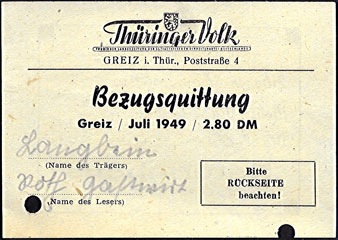 Thüringer Volk
GREIZ i. Thür., Poststraße 4
Bezugsquittung
Greiz / Juli 1949 / 2.80 DM
Langbein
(Name des Trägers)
Gastwirt
(Name des Lesers)
Bitte
RÜCKSEITE
beachten!